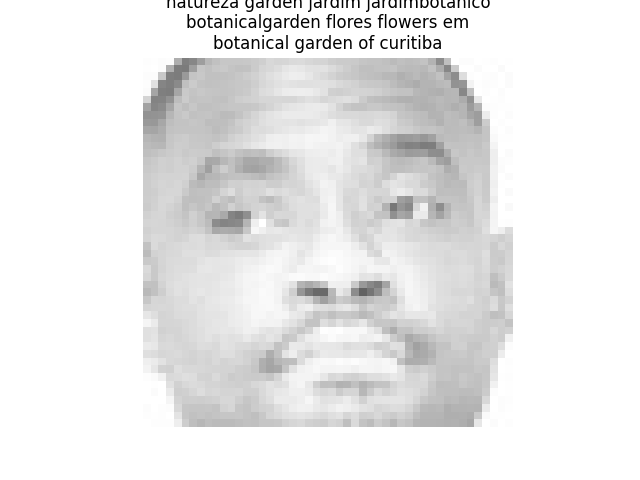 natureza garden jardim jardimbotanico
botanicalgarden flores flowers em
botanical garden of curitiba